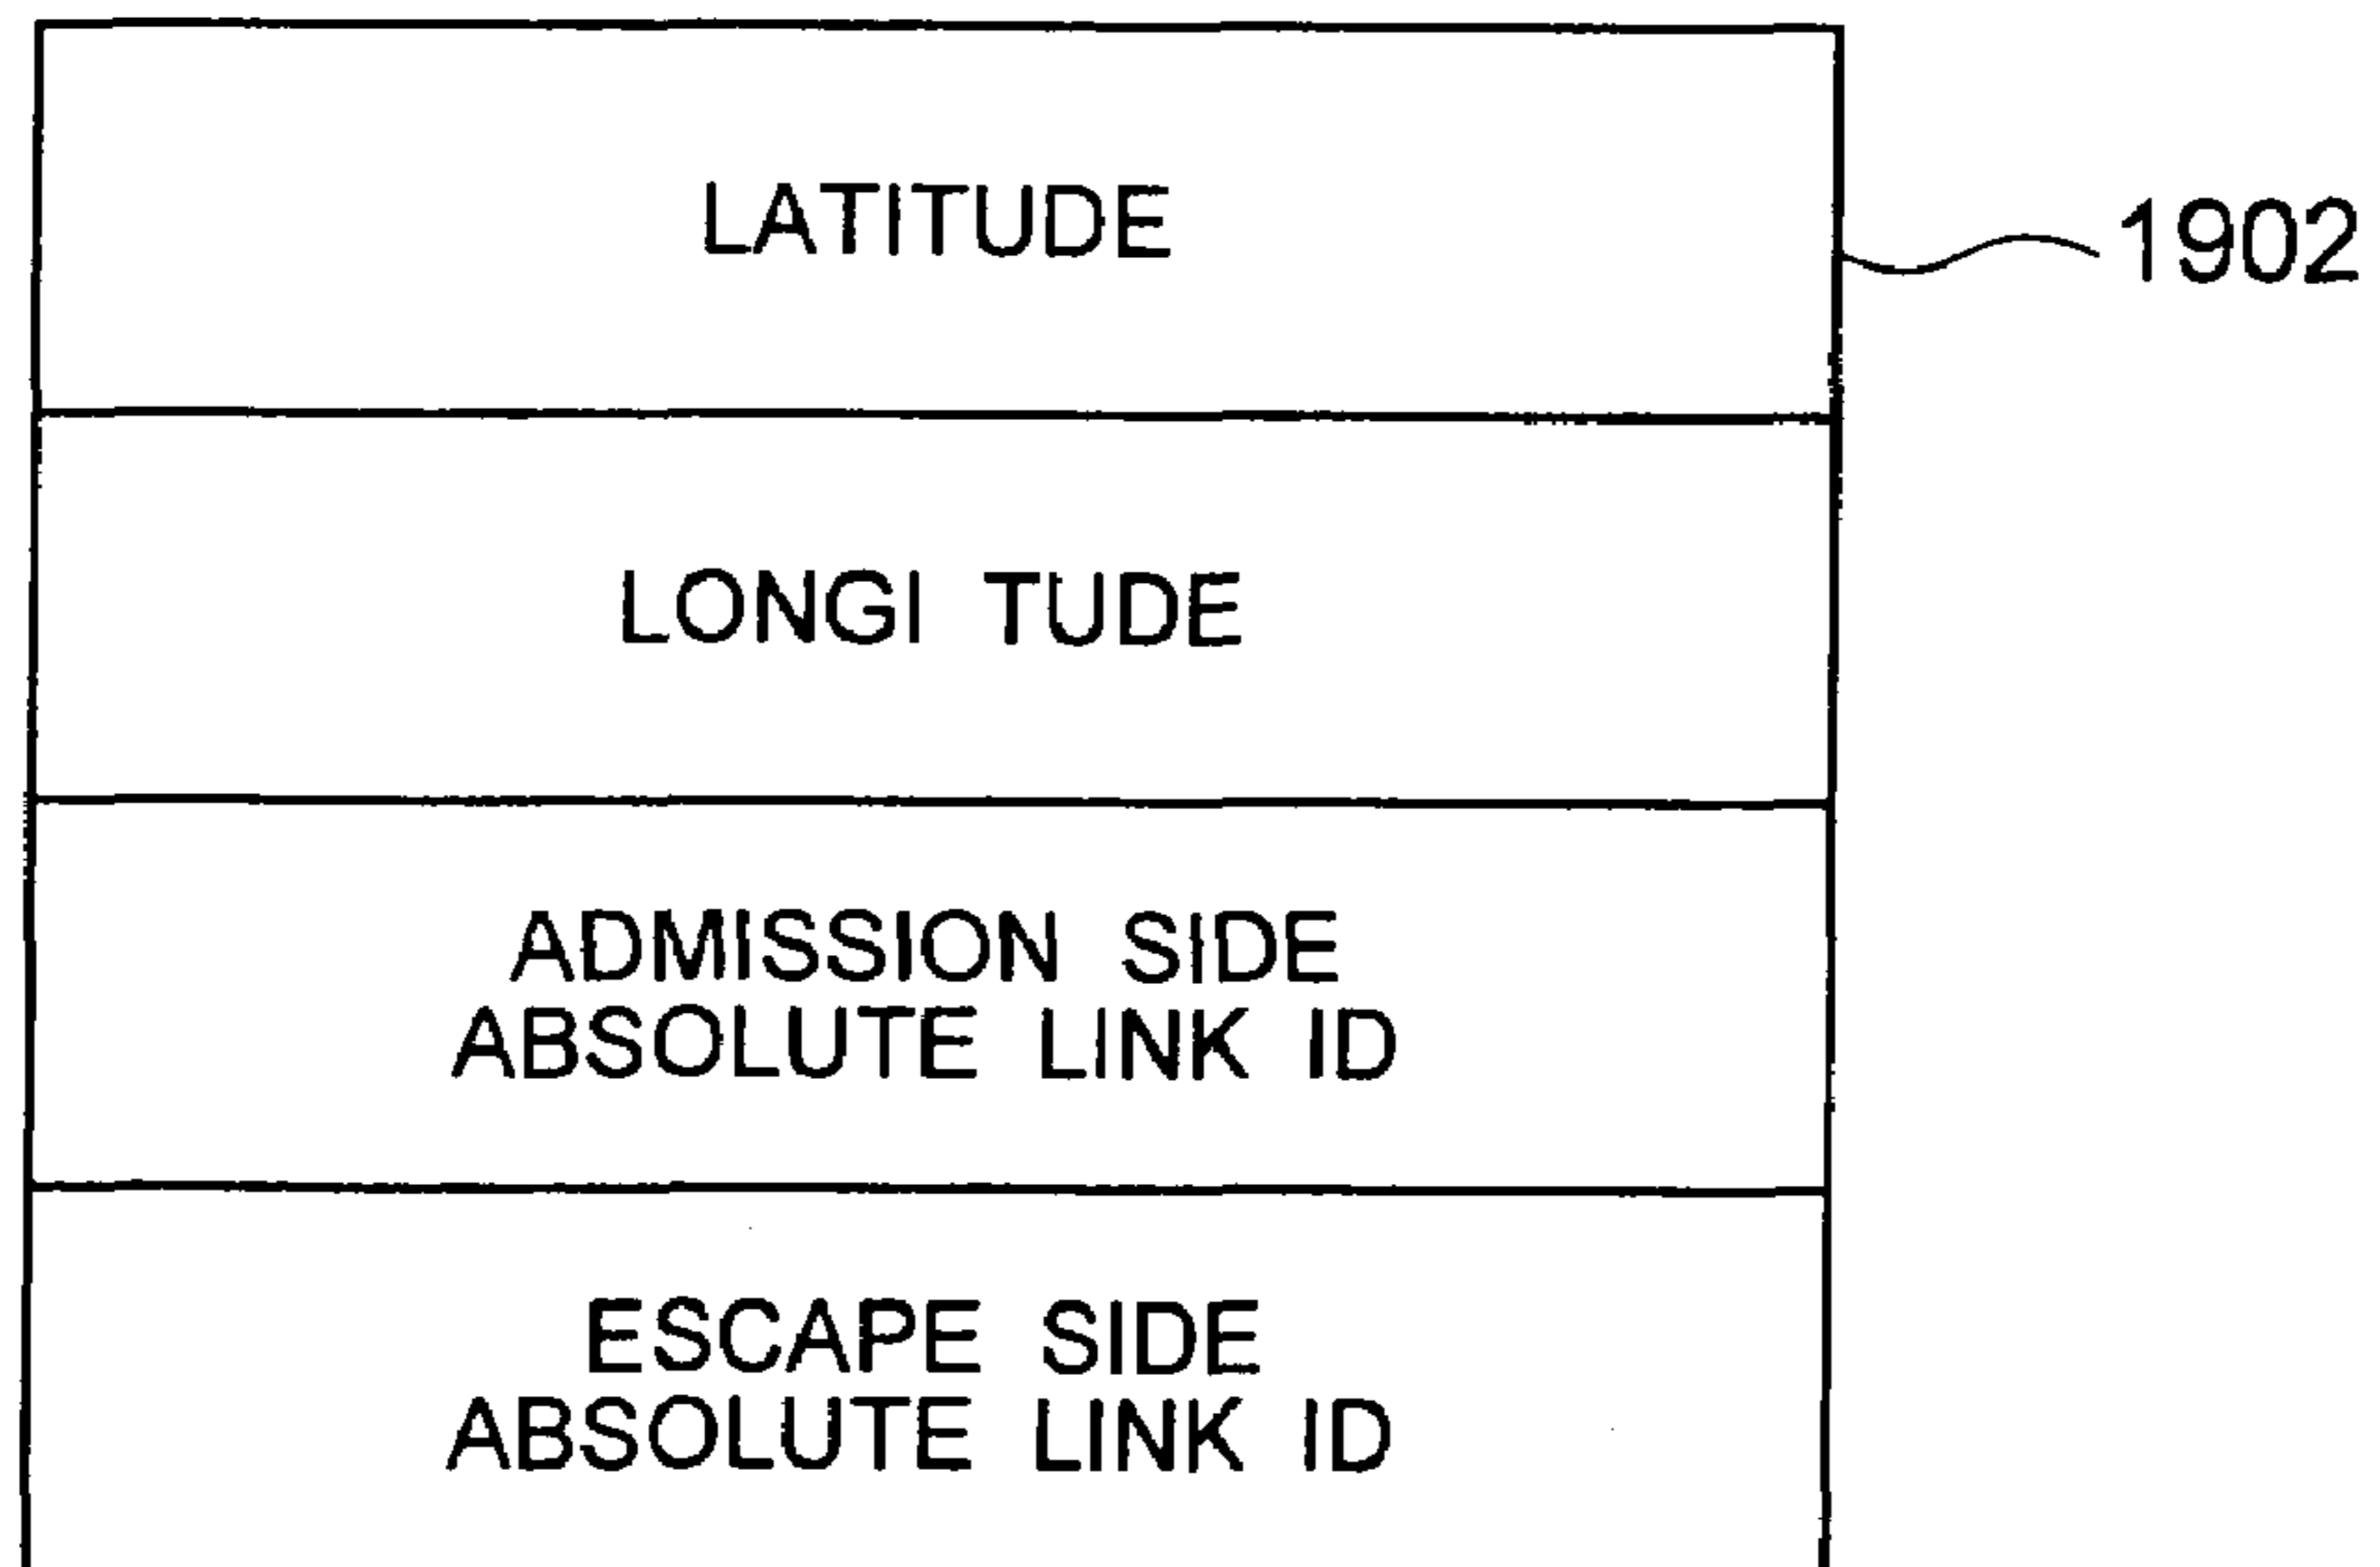 LATITUDE
1902
LONGI TUDE
ADMISSION SIDE
ABSOLUTE LINK ID
ESCAPE SIDE
ABSOLUTE LINK ID